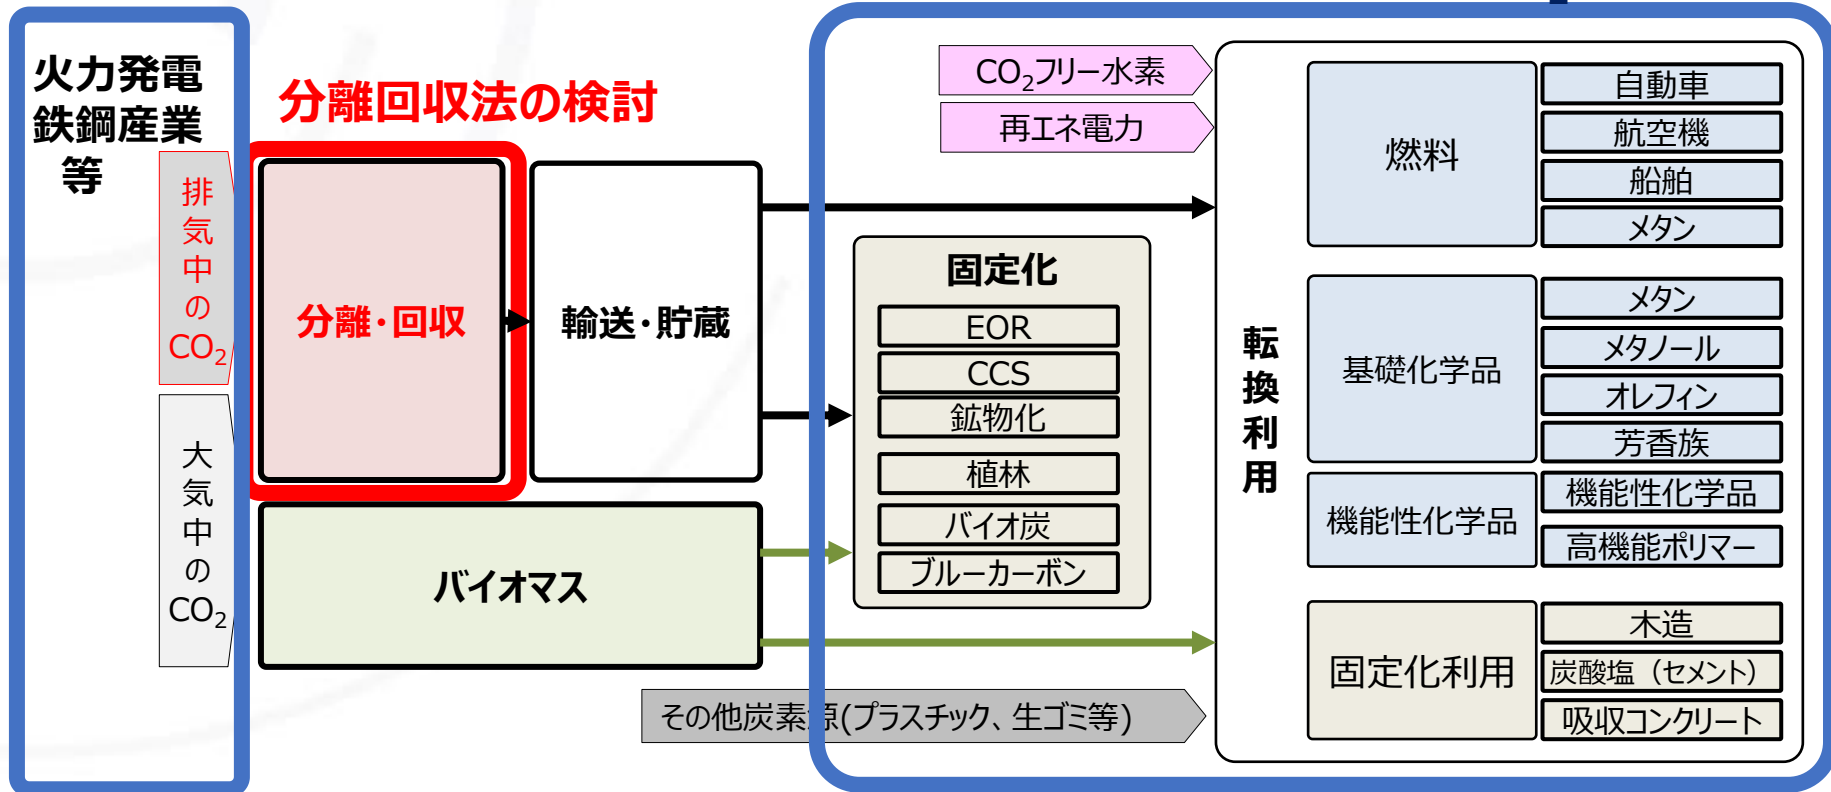 火力発電
鉄鋼産業
等
排
気
中
の
CO₂
大
気
中
の
CO₂
分離回収法の検討
分離・回収
輸送・貯蔵
バイオマス
CO₂フリー水素
再エネ電力
固定化
EOR
CCS
鉱物化
植林
バイオ炭
ブルーカーボン
その他炭素源(プラスチック、生ゴミ等)
転
換
利
用
燃料
自動車
航空機
船舶
メタン
基礎化学品
メタン
メタノール
オレフィン
芳香族
機能性化学品
機能性化学品
高機能ポリマー
固定化利用
木造
炭酸塩（セメント）
吸収コンクリート